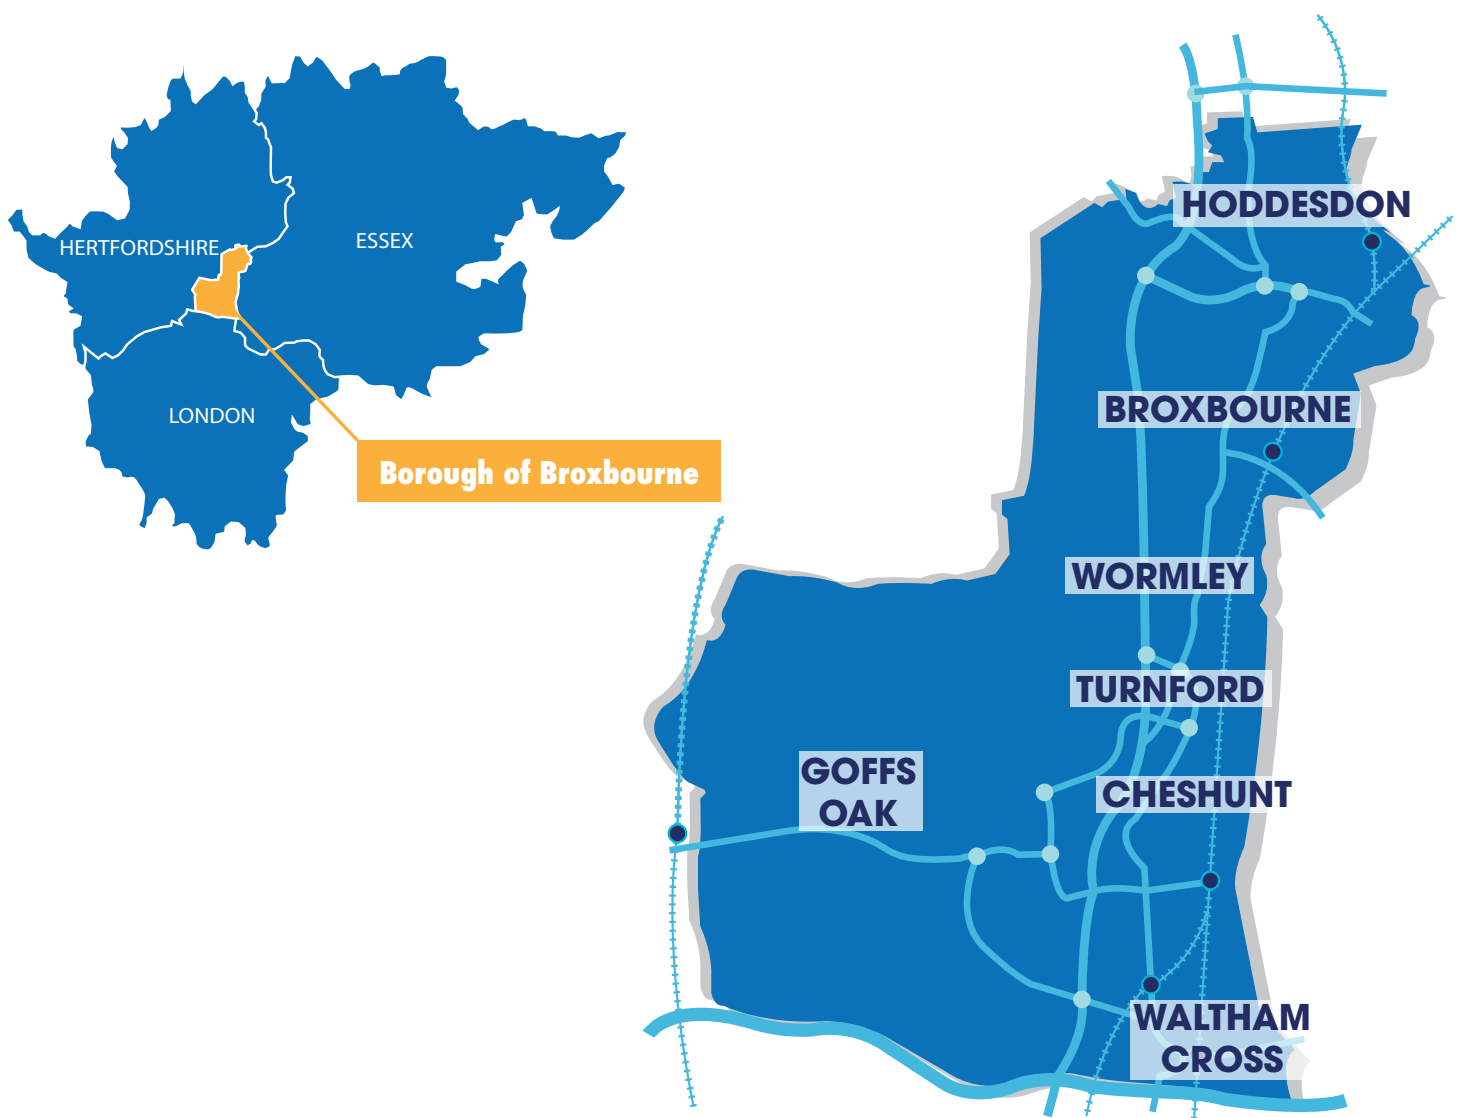 HERTFORDSHIRE
ESSEX
LONDON
Borough of Broxbourne
HODDESDON
BROXBOURNE
WORMLEY
TURNFORD
GOFFS
OAK
CHESHUNT
WALTHAM
CROSS